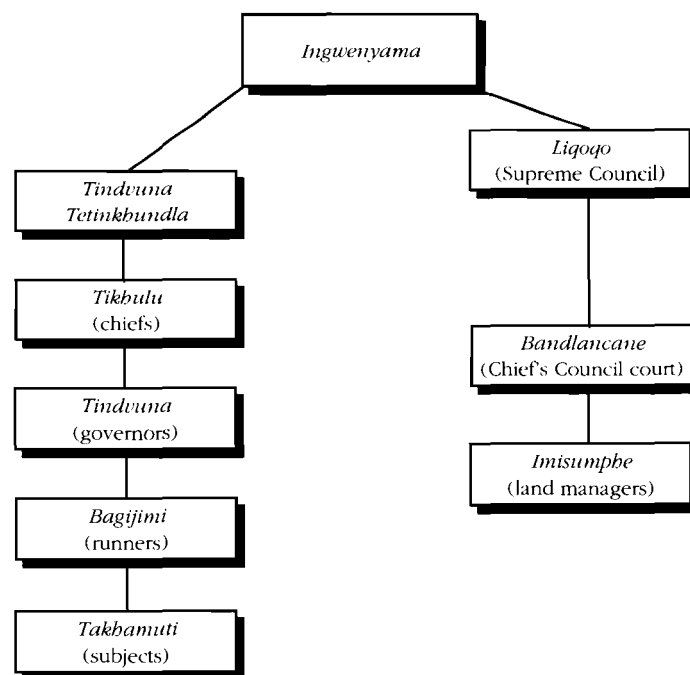 Ingwenyama
Liqoqo
(Supreme Council)
Tindvuna
Tetinkhundla
Tikhulu
(chiefs)
Bandlancane
(Chief's Council court)
Tindvuna
(governors)
Imisumphe
(land managers)
Bagijimi
(runners)
Takhamuti
(subjects)